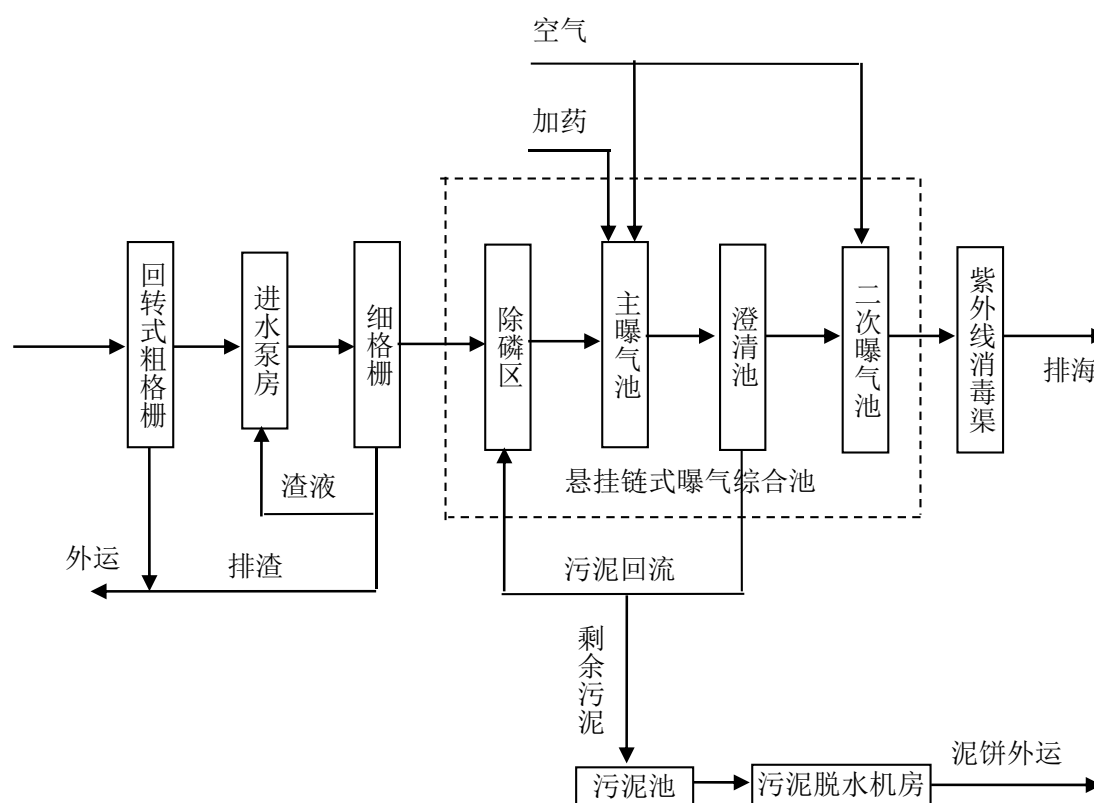 空气
加药
回转式粗格栅
进水泵房
细格栅
除磷区
主曝气池
澄清池
二次曝气池
紫外线消毒渠
排海
渣液
悬挂链式曝气综合池
外运
排渣
污泥回流
剩余污泥
污泥池
污泥脱水机房
泥饼外运